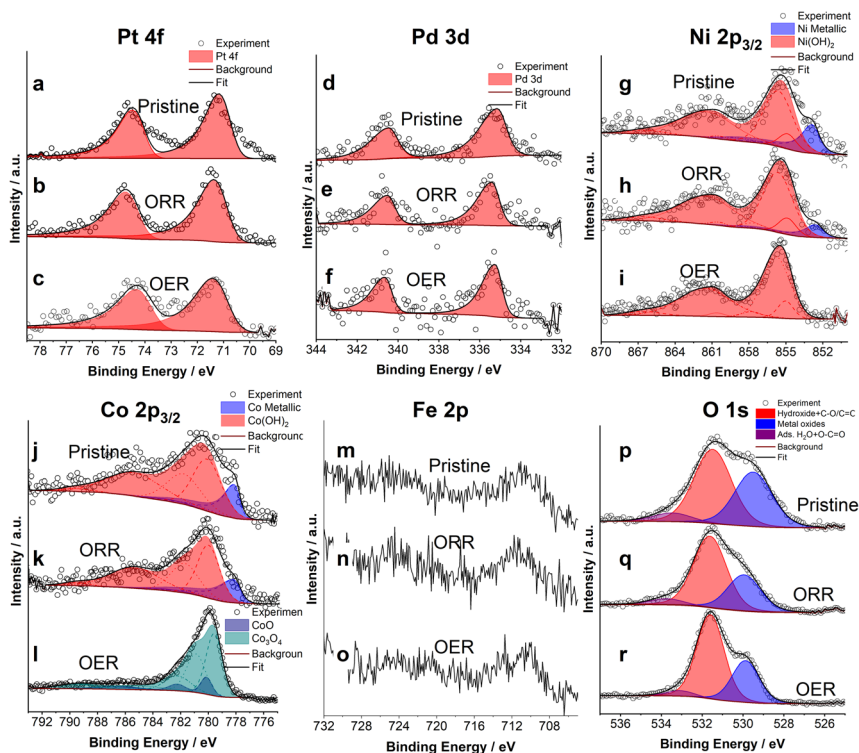 Pt 4f
Experiment
Pt 4f
Background
Fit
a
Pristine
b
ORR
c
OER
78 77 76 75 74 73 72 71 70 69
Binding Energy / eV
Intensity / a.u.
Pd 3d
Experiment
Pd 3d
Background
Fit
d
Pristine
e
ORR
f
OER
344 342 340 338 336 334 332
Binding Energy / eV
Intensity / a.u.
Ni 2p3/2
Experiment
Ni Metallic
Ni(OH)2
Background
Fit
g
Pristine
h
ORR
i
OER
870 867 864 861 858 855 852
Binding Energy / eV
Intensity / a.u.
Co 2p3/2
Experiment
Co Metallic
Co(OH)2
Background
Fit
j
Pristine
k
ORR
Experiment
CoO
Co3O4
Background
Fit
l
OER
792 790 788 786 784 782 780 778 776
Binding Energy / eV
Intensity / a.u.
Fe 2p
m
Pristine
n
ORR
o
OER
732 728 724 720 716 712 708
Binding Energy / eV
Intensity / a.u.
O 1s
Experiment
Hydroxide+C-O/C=O
Metal oxides
Ads. H2O+O-C=O
Background
Fit
p
Pristine
q
ORR
r
OER
536 534 532 530 528 526
Binding Energy / eV
Intensity / a.u.